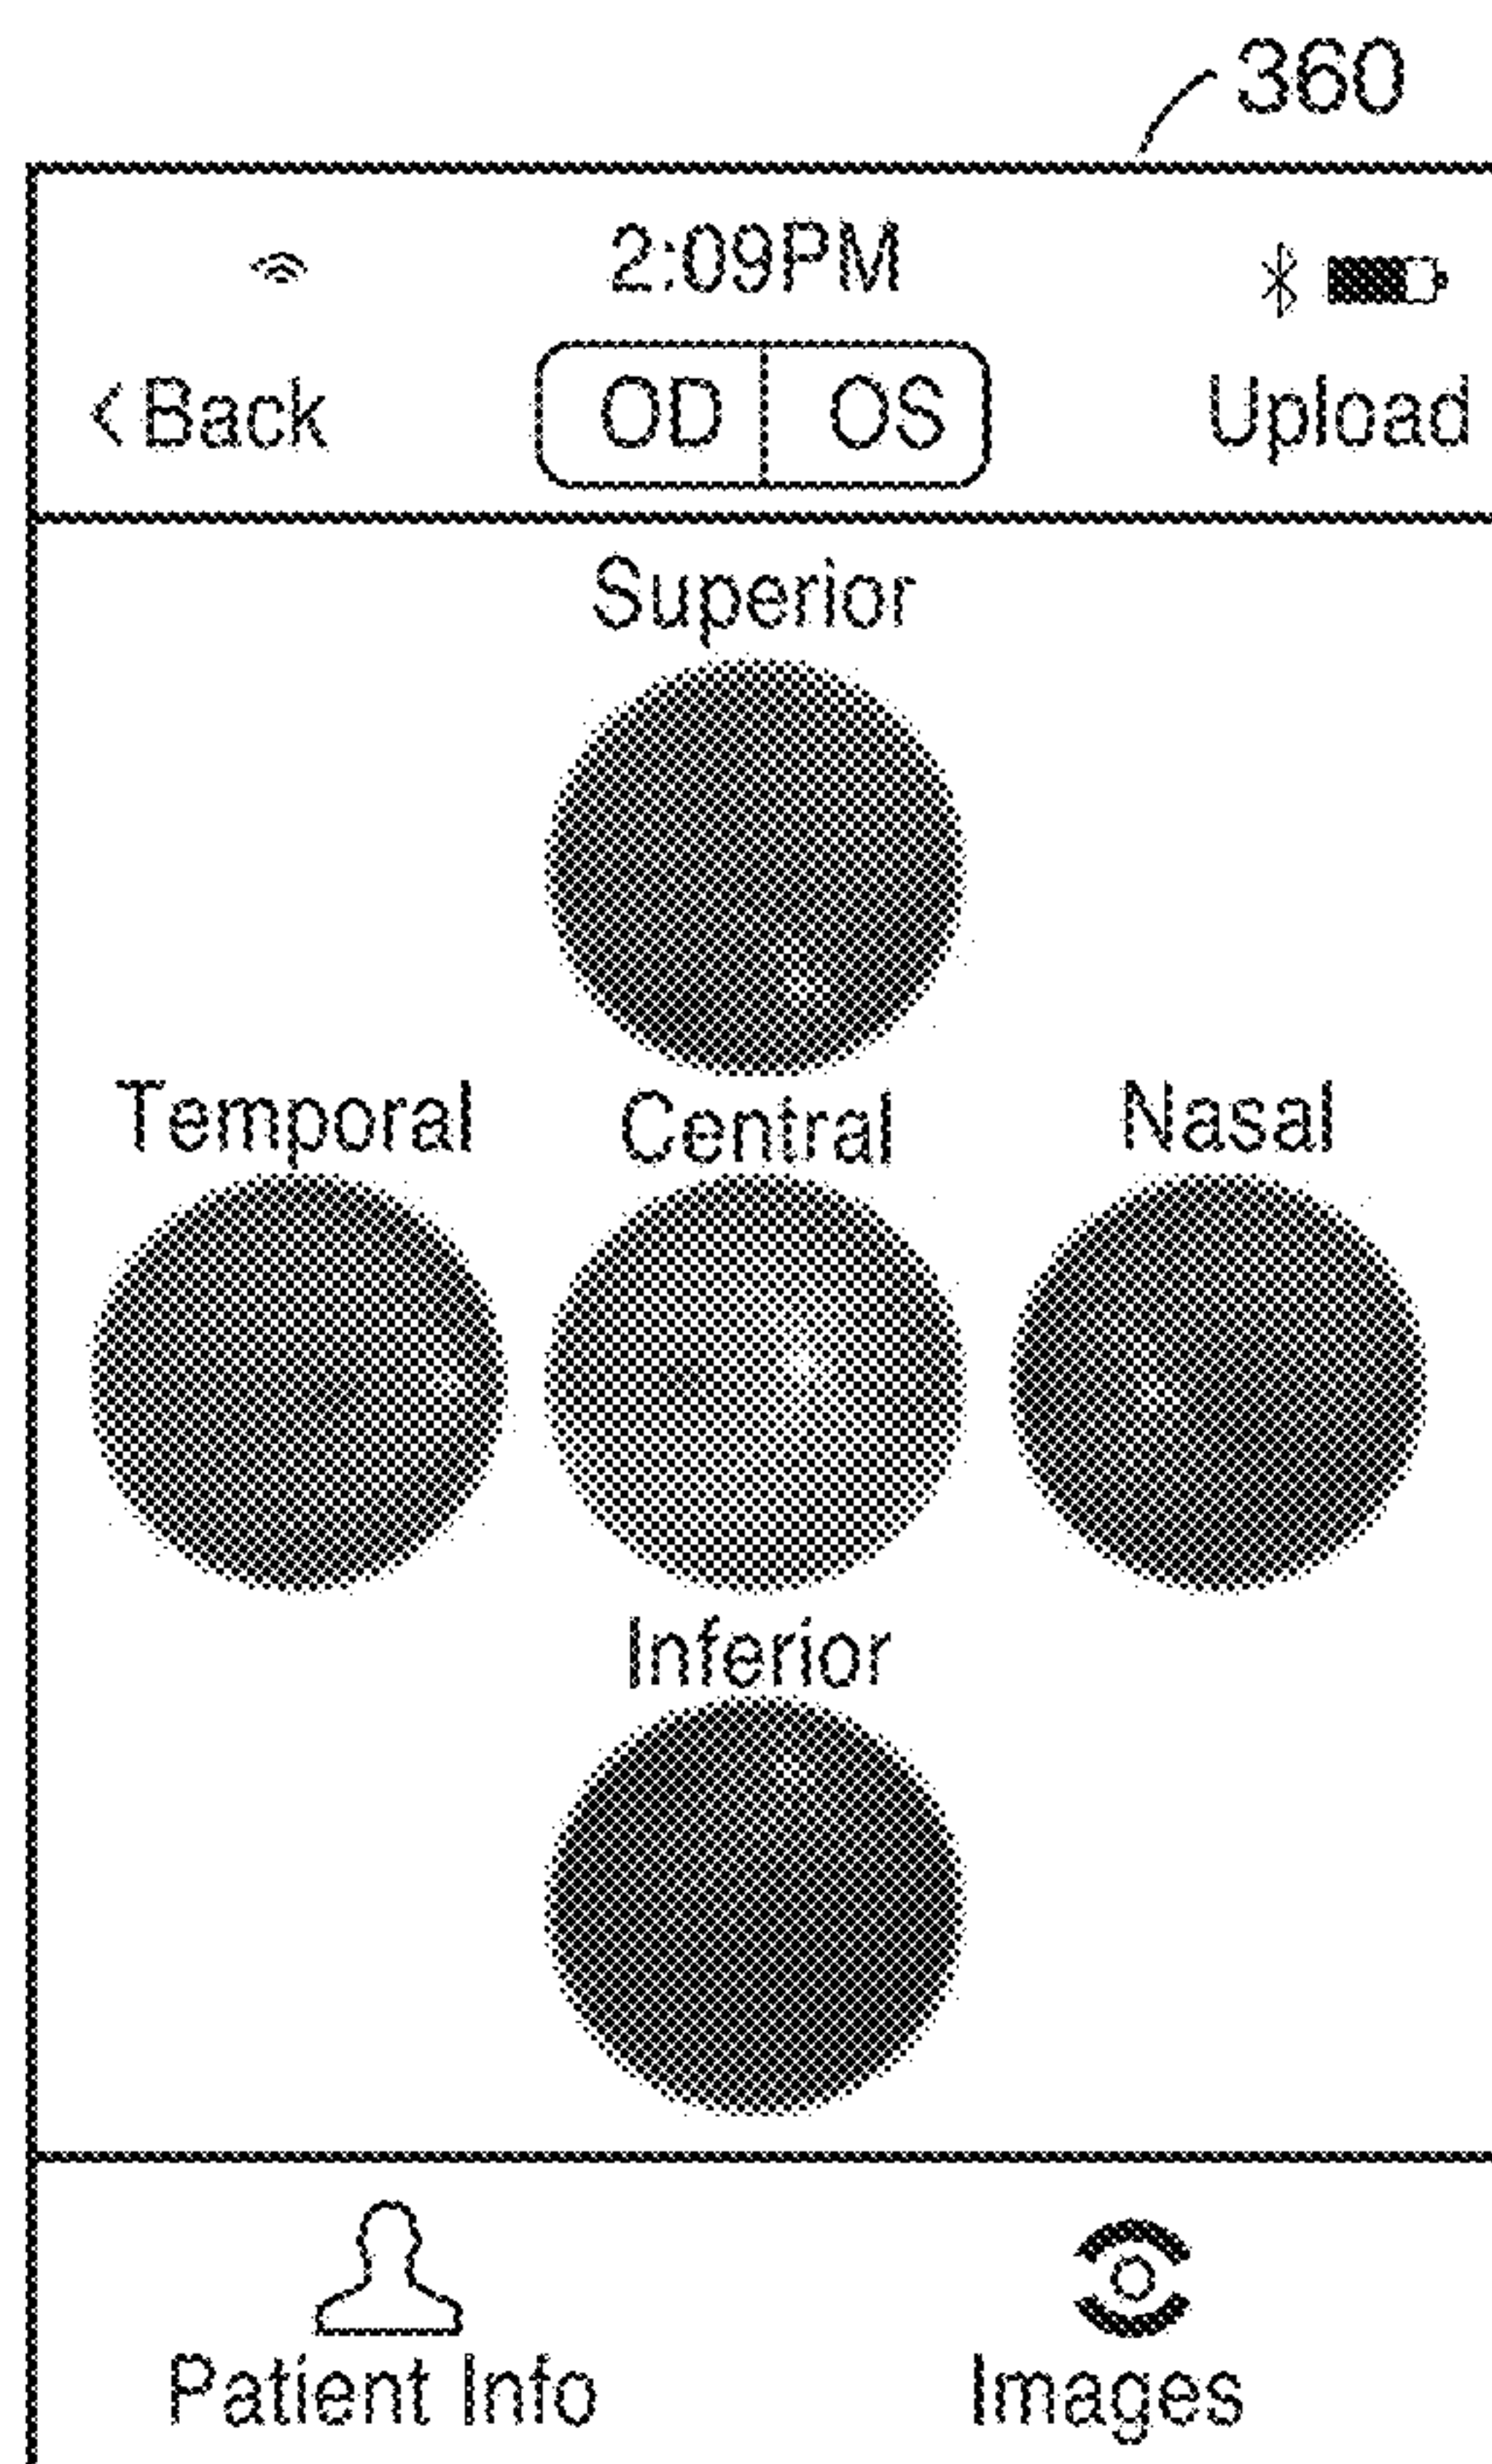 360
2:09PM
<Back OD OS Upload
Superior
Temporal Central Nasal
Inferior
Patient Info Images